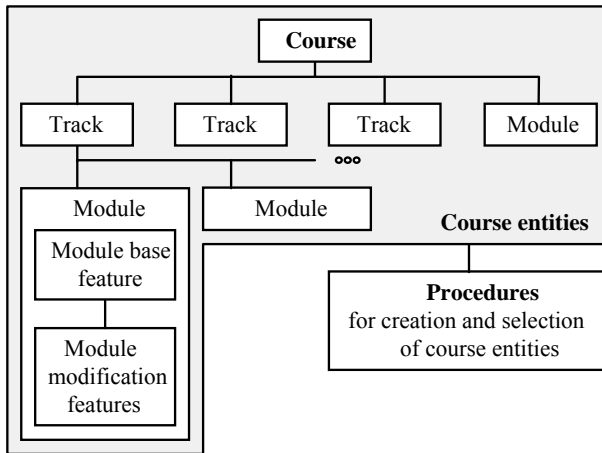 Course
Track
Track
Track
Module
Module
Module
Module base
feature
Module
modification
features
Course entities
Procedures
for creation and selection
of course entities